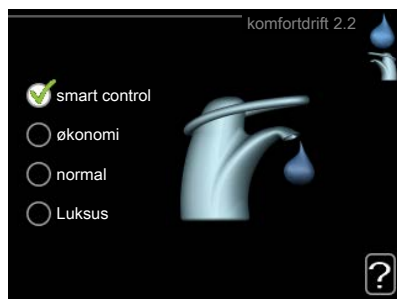 komfortdrift 2.2
smart control
økonomi
normal
Luksus
?